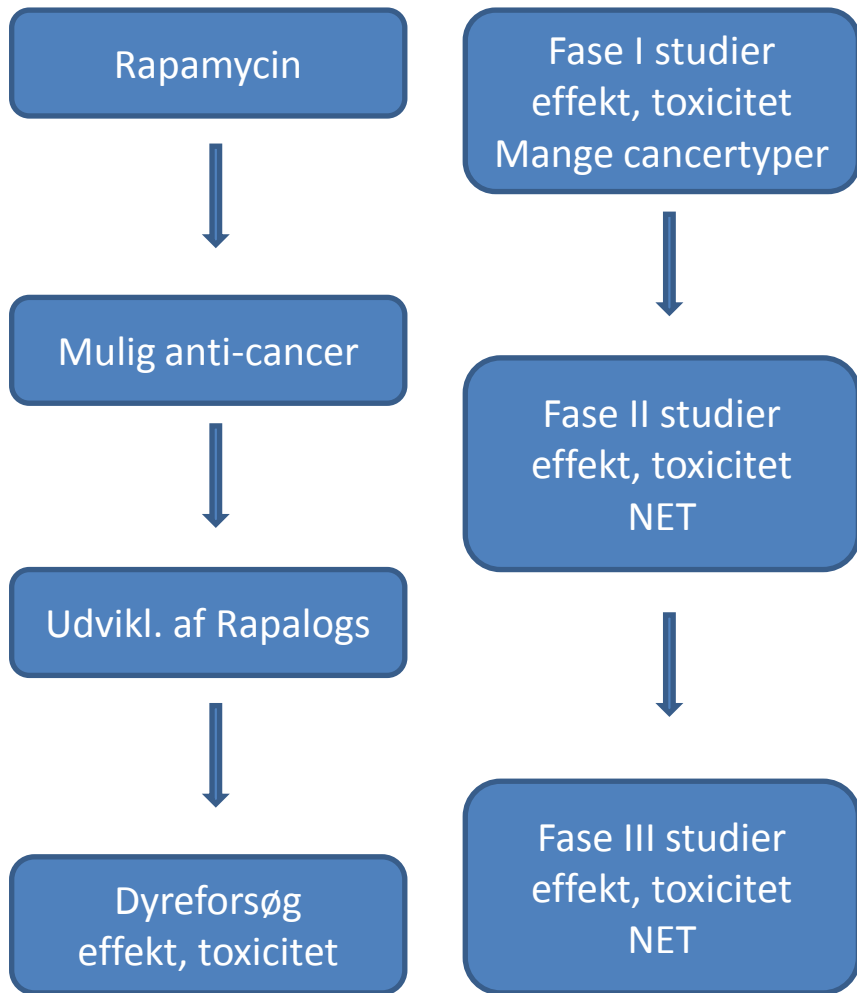 Rapamycin
Mulig anti-cancer
Udvikl. af Rapalogs
Dyreforsøg
effekt, toxicitet
Fase I studier
effekt, toxicitet
Mange cancertyper
Fase II studier
effekt, toxicitet
NET
Fase III studier
effekt, toxicitet
NET